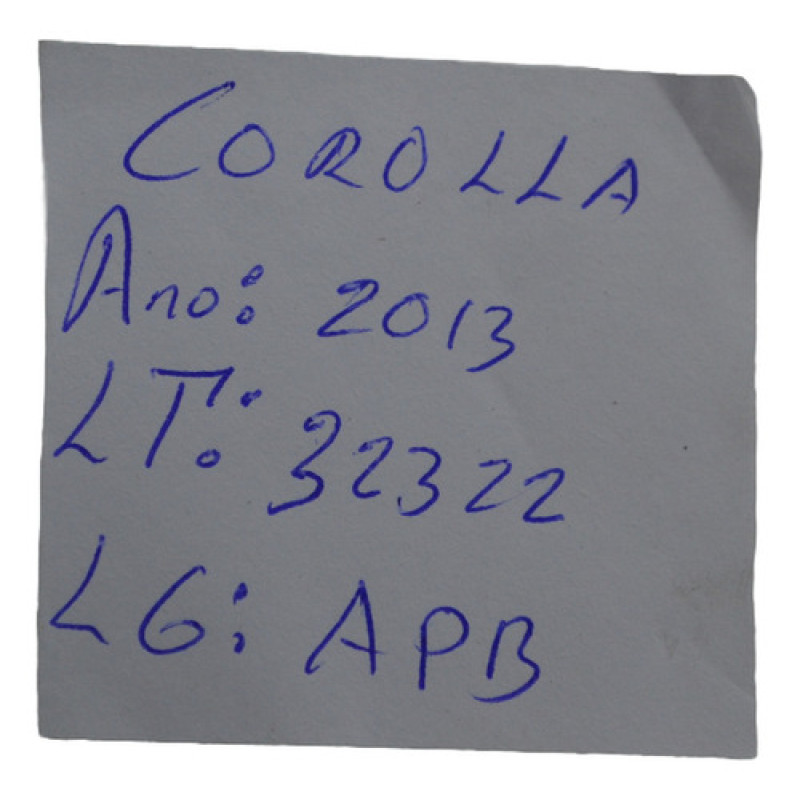 COROLLA
Ano: 2013
LT: 32322
LG: APB